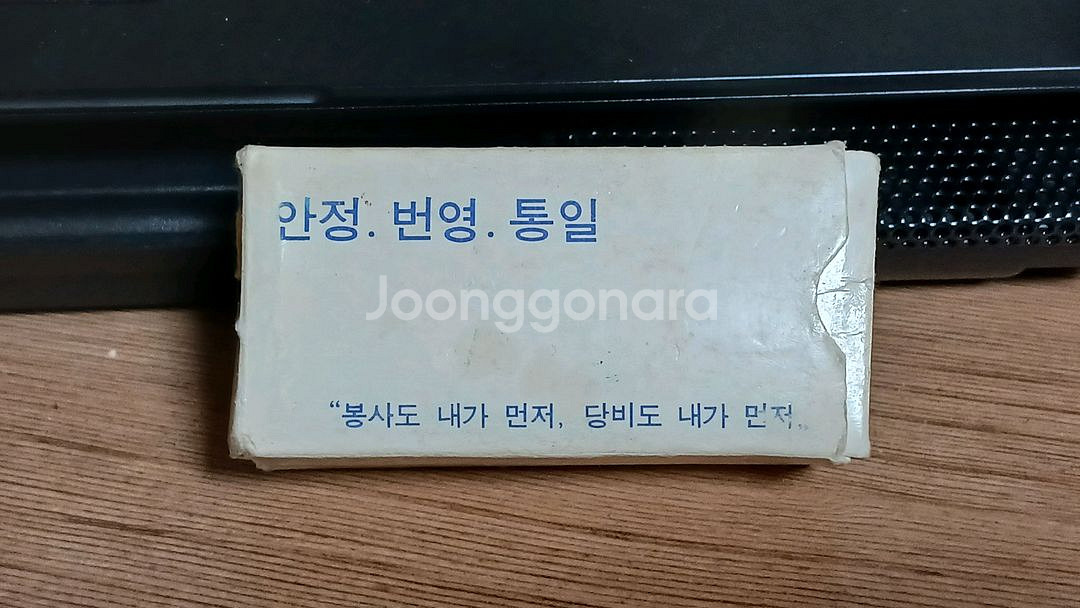 안정. 번영. 통일
Joonggonara
“봉사도 내가 먼저, 당비도 내가 먼저„